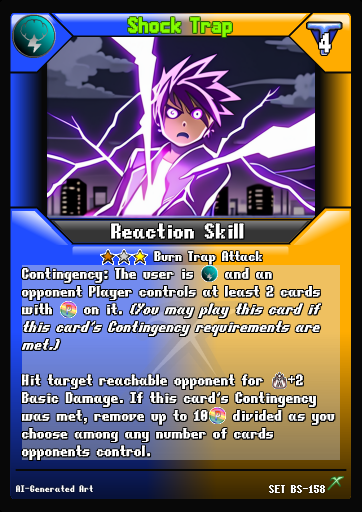 Shock Trap
4
Reaction Skill
Burn Trap Attack
Contingency: The user is and an
opponent Player controls at least 2 cards
with on it. (You may play this card if
this card's Contingency requirements are
met.)
Hit target reachable opponent for +2
Basic Damage. If this card's Contingency
was met, remove up to 10 divided as you
choose among any number of cards
opponents control.
AI-Generated Art
SET BS-158